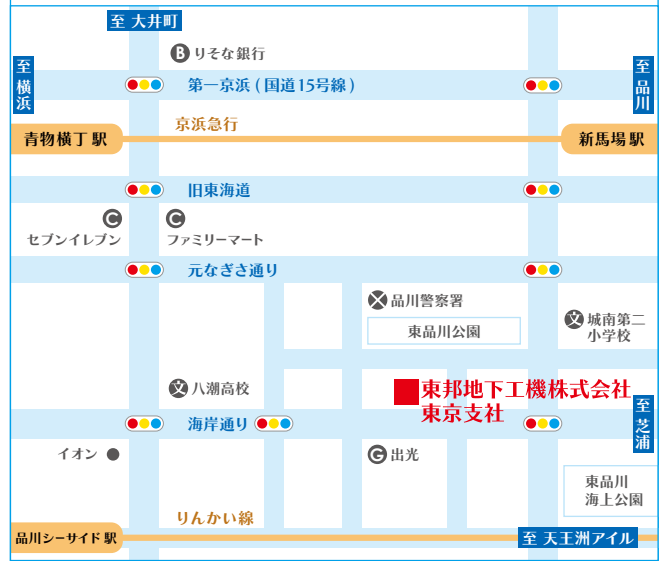 至 大井町
B りそな銀行
至横浜
第一京浜 (国道15号線)
至品川
京浜急行
青物横丁 駅
新馬場 駅
旧東海道
C
C
セブンイレブン
ファミリーマート
元なぎさ通り
品川警察署
東品川公園
文 城南第二
小学校
文 八潮高校
東邦地下工機株式会社
東京支社
至芝浦
海岸通り
イオン
G 出光
東品川
海上公園
りんかい線
品川シーサイド 駅
至 天王洲アイル